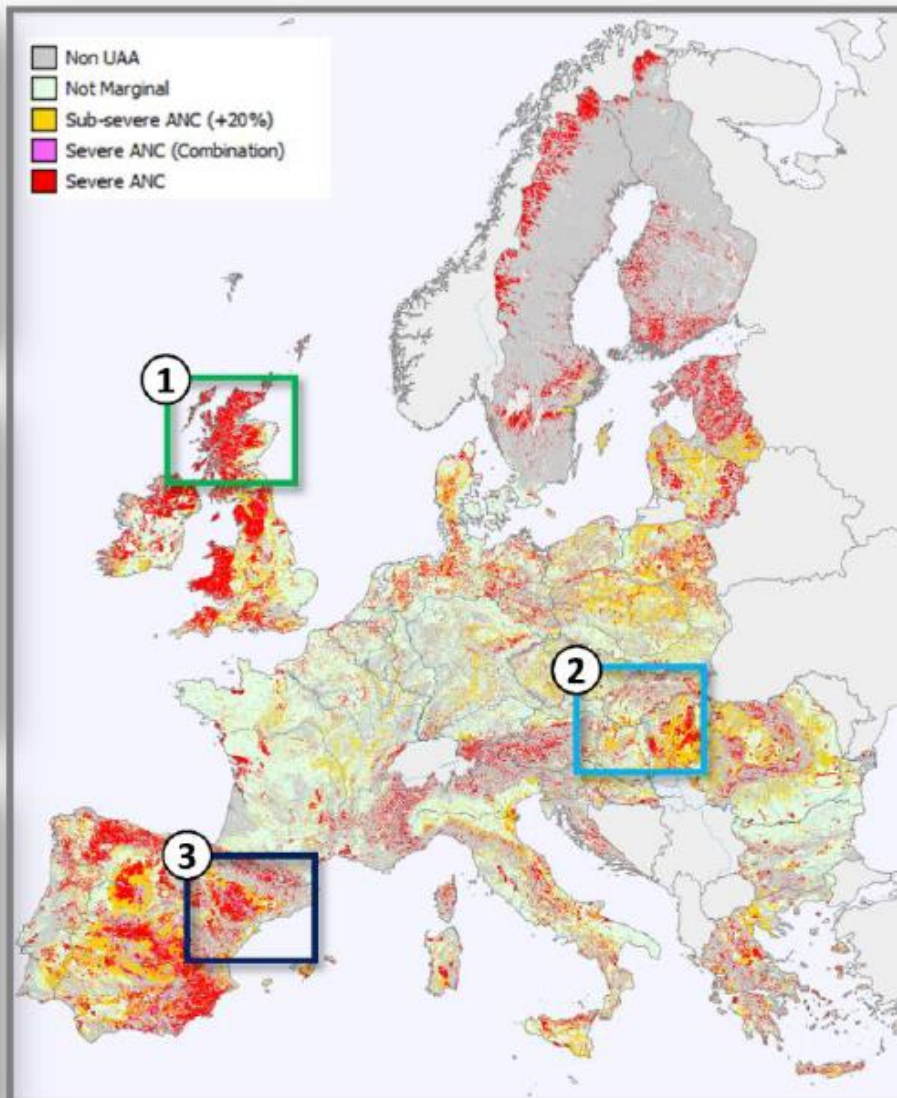 Non UAA
Not Marginal
Sub-severe ANC (+20%)
Severe ANC (Combination)
Severe ANC
1
2
3